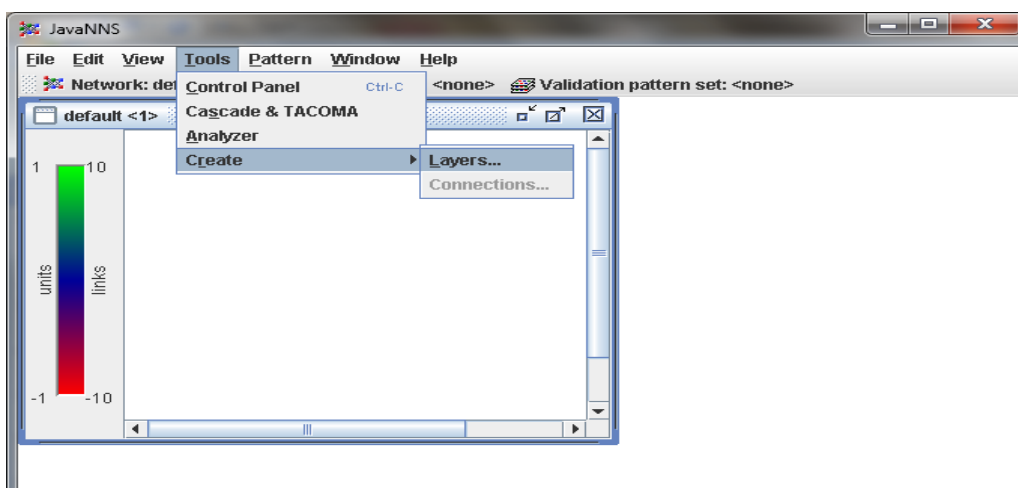 JavaNNS
File Edit View Tools Pattern Window Help
Network: def
<none> Validation pattern set: <none>
Control Panel Ctrl-C
Cascade & TACOMA
Analyzer
Create
Layers...
Connections...
default <1>
1 10
units links
-1 -10